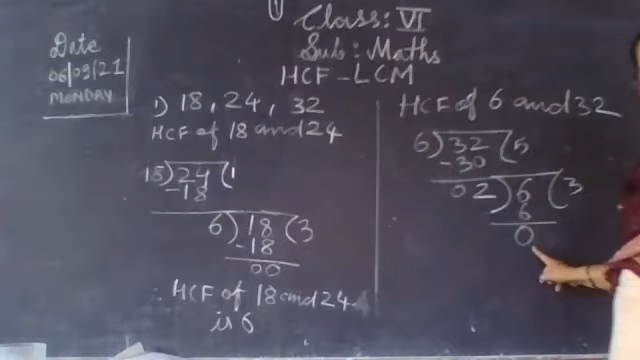 Class: VI
Sub: Maths
HCF-LCM
Date
06/09/21
MONDAY
1) 18, 24, 32
HCF of 18 and 24
18)24(1
-18
6)18(3
-18
00
∴ HCF of 18 and 24
is 6
HCF of 6 and 32
6)32(5
-30
02)6(3
6
0